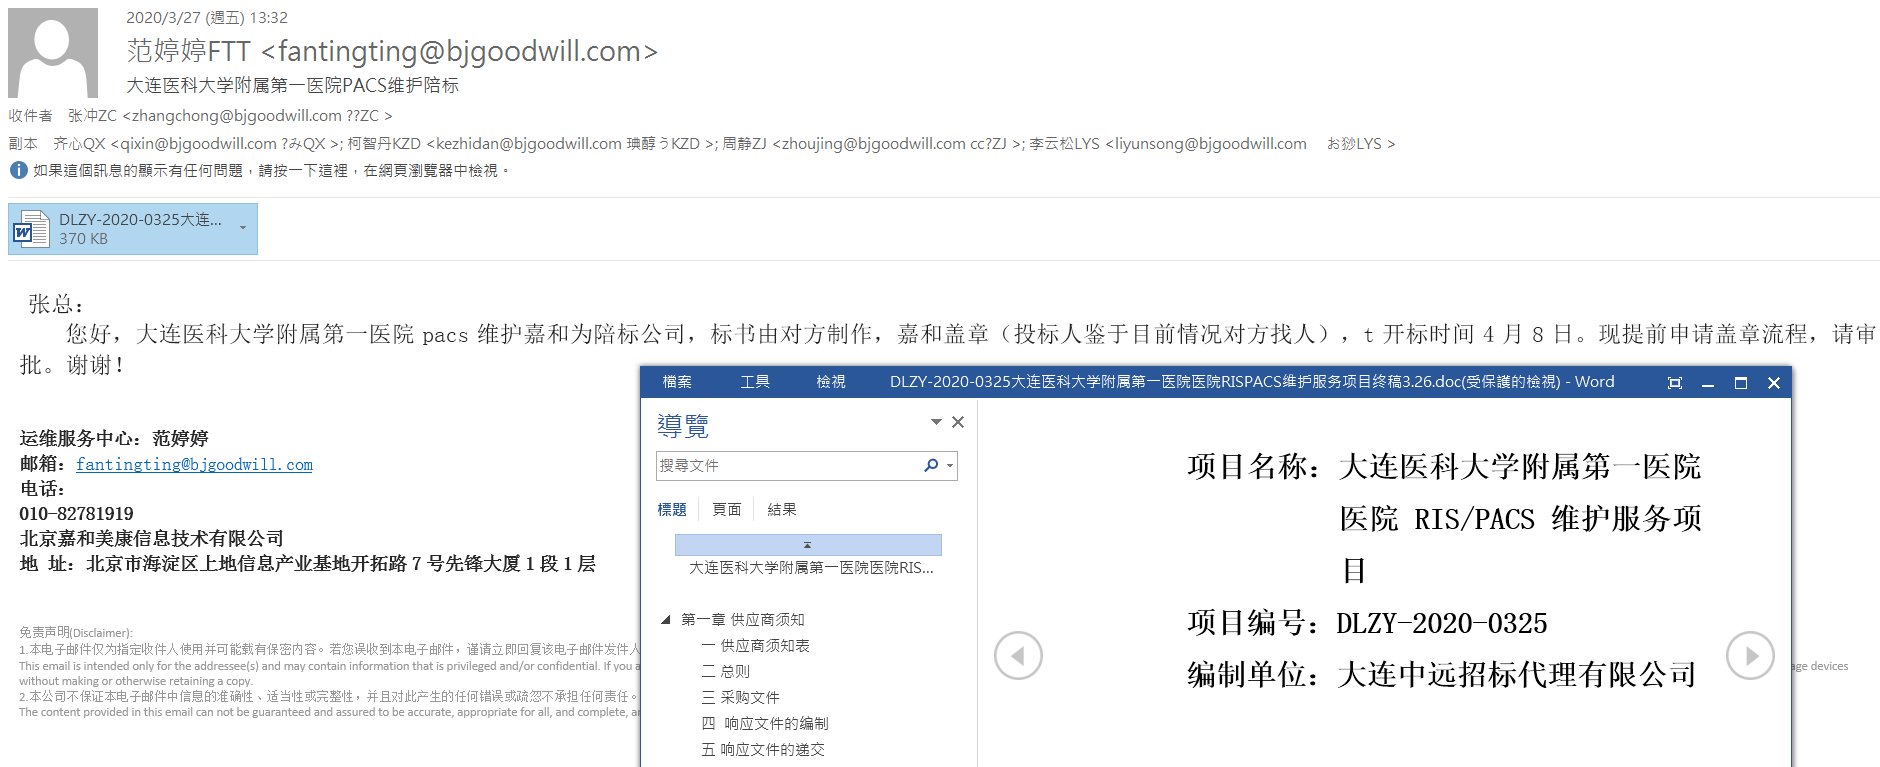 2020/3/27 (週五) 13:32
范婷婷FTT <fantingting@bjgoodwill.com>
大连医科大学附属第一医院PACS维护陪标
收件者 张冲ZC <zhangchong@bjgoodwill.com ??ZC >
副本 齐心QX <qixin@bjgoodwill.com ?みQX >; 柯智丹KZD <kezhidan@bjgoodwill.com 琠醇うKZD >; 周静ZJ <zhoujing@bjgoodwill.com cc?ZJ >; 李云松LYS <liyunsong@bjgoodwill.com お猀LYS >
如果這個訊息的顯示有任何問題，請按一下這裡，在網頁瀏覽器中檢視。
DLZY-2020-0325大连...
370 KB
张总：
您好，大连医科大学附属第一医院 pacs 维护嘉和为陪标公司，标书由对方制作，嘉和盖章（投标人鉴于目前情况对方找人），t 开标时间 4 月 8 日。现提前申请盖章流程，请审
批。谢谢！
运维服务中心：范婷婷
邮箱：fantingting@bjgoodwill.com
电话：
010-82781919
北京嘉和美康信息技术有限公司
地 址：北京市海淀区上地信息产业基地开拓路 7 号先锋大厦 1 段 1 层
免责声明(Disclaimer):
1.本电子邮件仅为指定收件人使用并可能载有保密内容。若您误收到本电子邮件，谨请立即回复该电子邮件发件人
This email is intended only for the addressee(s) and may contain information that is privileged and/or confidential. If you a
age devices
without making or otherwise retaining a copy.
2.本公司不保证本电子邮件中信息的准确性、适当性或完整性，并且对此产生的任何错误或疏忽不承担任何责任。
The content provided in this email can not be guaranteed and assured to be accurate, appropriate for all, and complete, a
檔案 工具 檢視 DLZY-2020-0325大连医科大学附属第一医院医院RISPACS维护服务项目终稿3.26.doc(受保護的檢視) - Word
導覽
搜尋文件
標題 頁面 結果
大连医科大学附属第一医院医院RIS...
第一章 供应商须知
一 供应商须知表
二 总则
三 采购文件
四 响应文件的编制
五 响应文件的递交
项目名称：大连医科大学附属第一医院
医院 RIS/PACS 维护服务项
目
项目编号：DLZY-2020-0325
编制单位：大连中远招标代理有限公司